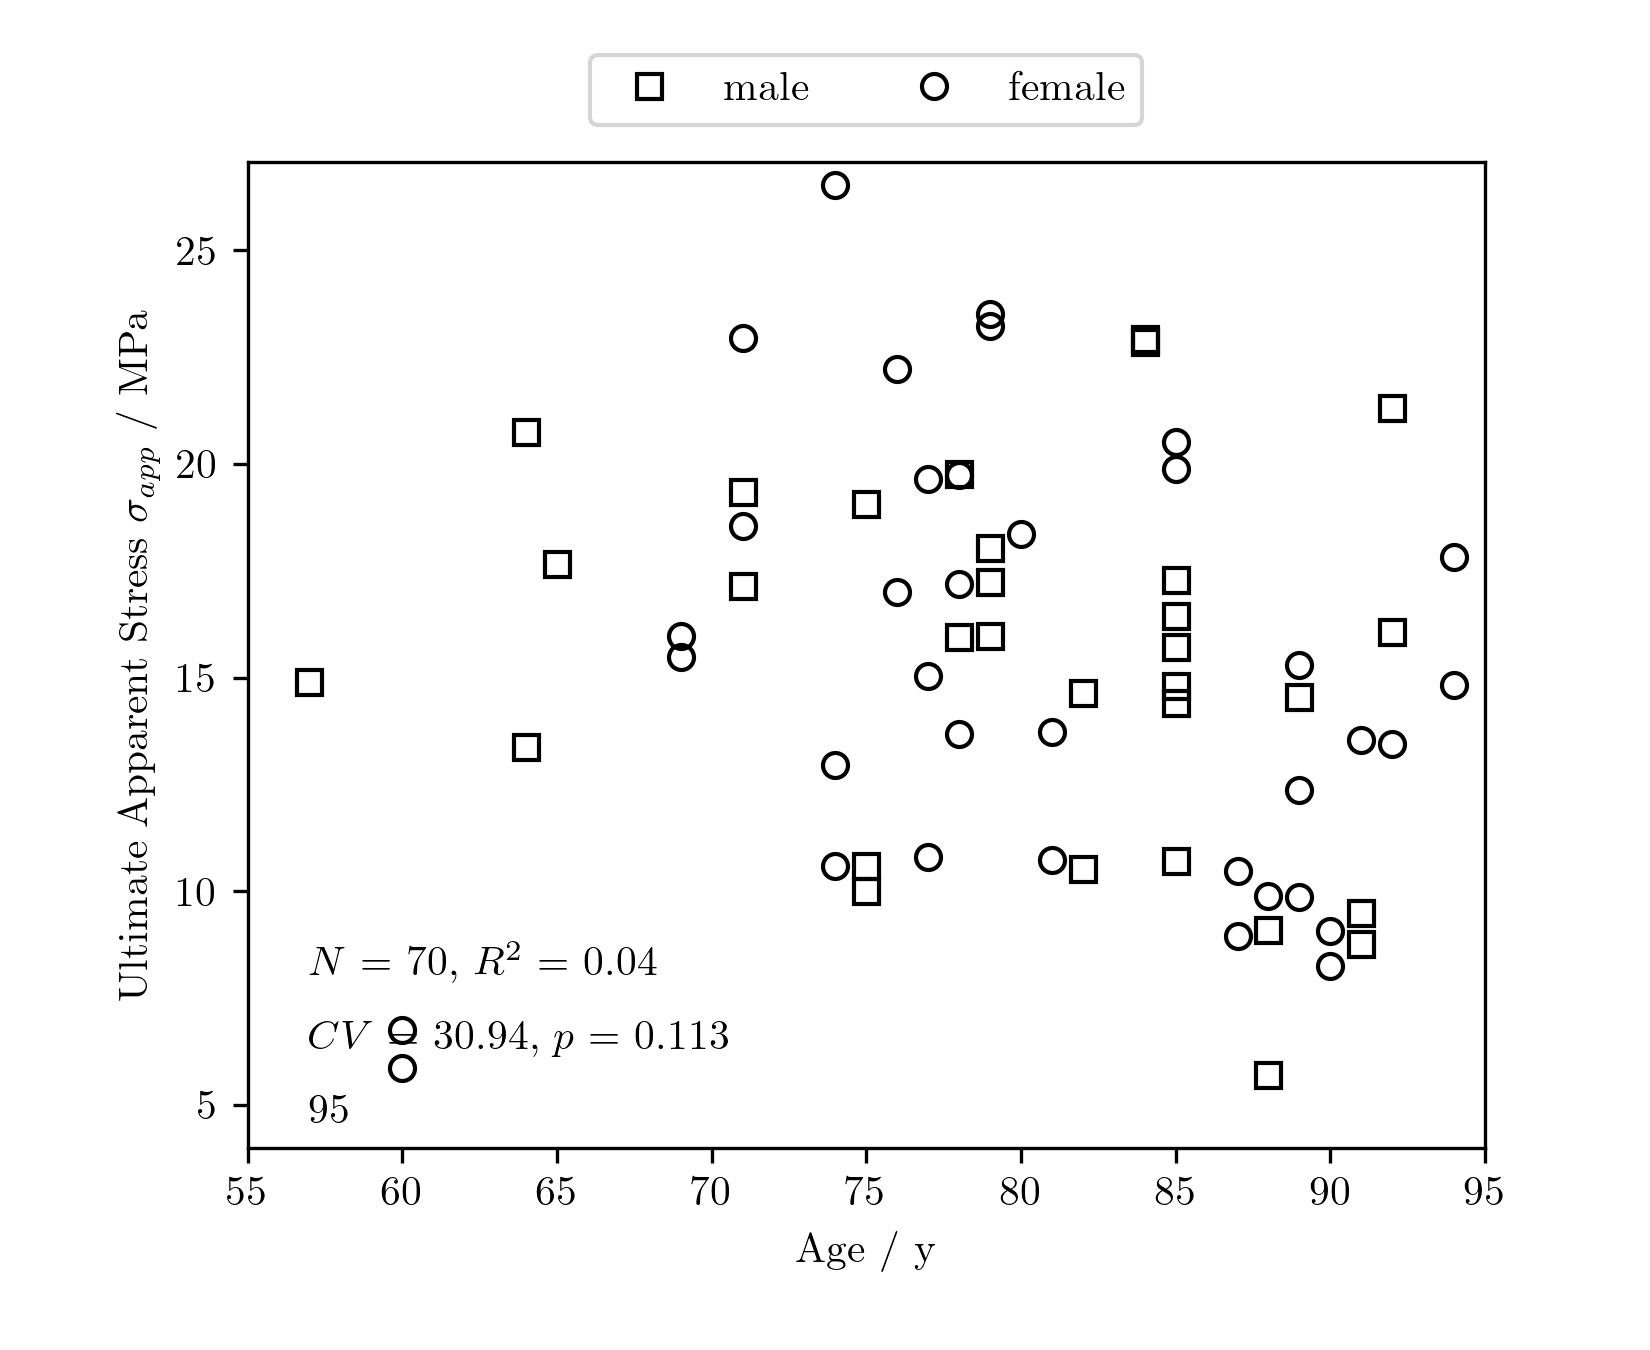 male female
Ultimate Apparent Stress σ_app / MPa
25
20
15
10
5
N = 70, R² = 0.04
CV = 30.94, p = 0.113
95
55 60 65 70 75 80 85 90 95
Age / y